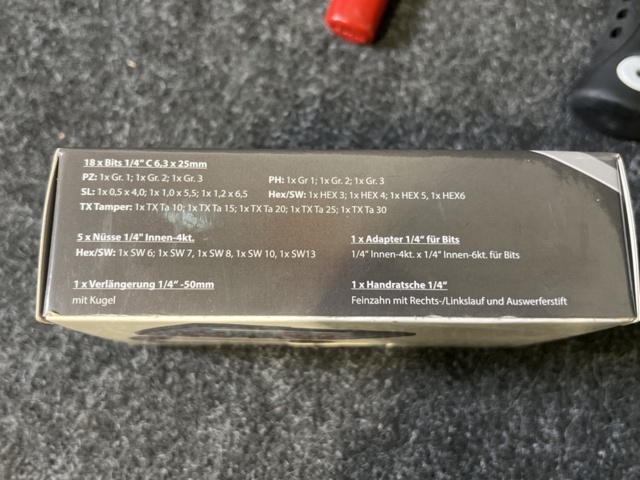 18 x Bits 1/4" C 6,3 x 25mm
PZ: 1x Gr. 1; 1x Gr. 2; 1x Gr. 3
PH: 1x Gr 1; 1x Gr. 2; 1x Gr. 3
SL: 1x 0,5 x 4,0; 1x 1,0 x 5,5; 1x 1,2 x 6,5
Hex/SW: 1x HEX 3; 1x HEX 4; 1x HEX 5, 1x HEX6
TX Tamper: 1x TX Ta 10; 1x TX Ta 15; 1x TX Ta 20; 1x TX Ta 25; 1x TX Ta 30
5 x Nüsse 1/4" Innen-4kt.
Hex/SW: 1x SW 6; 1x SW 7, 1x SW 8, 1x SW 10, 1x SW13
1 x Adapter 1/4" für Bits
1/4" Innen-4kt. x 1/4" Innen-6kt. für Bits
1 x Verlängerung 1/4" -50mm
mit Kugel
1 x Handratsche 1/4"
Feinzahn mit Rechts-/Linkslauf und Auswerferstift